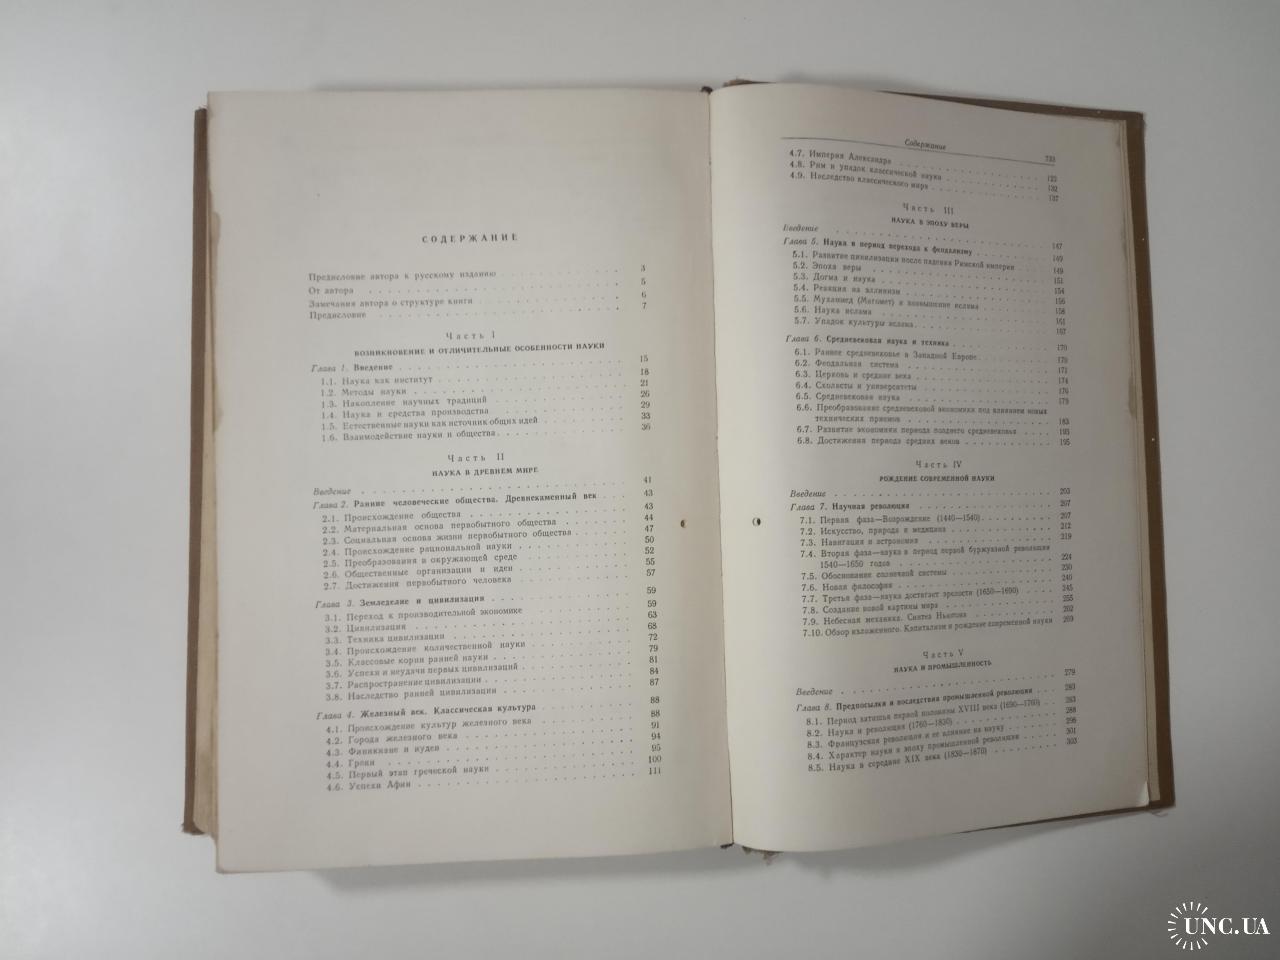 СОДЕРЖАНИЕ
Предисловие автора к русскому изданию 3
От автора 5
Замечания автора о структуре книги 6
Предисловие 7
Часть I
ВОЗНИКНОВЕНИЕ И ОТЛИЧИТЕЛЬНЫЕ ОСОБЕННОСТИ НАУКИ
Глава 1. Введение 15
1.1. Наука как институт 18
1.2. Методы науки 21
1.3. Накопление научных традиций 26
1.4. Наука и средства производства 29
1.5. Естественные науки как источник общих идей 33
1.6. Взаимодействие науки и общества 36
Часть II
НАУКА В ДРЕВНЕМ МИРЕ
Введение 41
Глава 2. Ранние человеческие общества. Древнекаменный век 43
2.1. Происхождение общества 43
2.2. Материальная основа первобытного общества 44
2.3. Социальная основа жизни первобытного общества 47
2.4. Происхождение рациональной науки 50
2.5. Преобразования в окружающей среде 52
2.6. Общественные организации и идеи 55
2.7. Достижения первобытного человека 57
Глава 3. Земледелие и цивилизация 59
3.1. Переход к производительной экономике 59
3.2. Цивилизация 63
3.3. Техника цивилизации 68
3.4. Происхождение количественной науки 72
3.5. Классовые корни ранней науки 79
3.6. Успехи и неудачи первых цивилизаций 81
3.7. Распространение цивилизации 84
3.8. Наследство ранней цивилизации 87
Глава 4. Железный век. Классическая культура 88
4.1. Происхождение культур железного века 88
4.2. Города железного века 91
4.3. Финикияне и иудеи 94
4.4. Греки 95
4.5. Первый этап греческой науки 100
4.6. Успехи Афин 111
Содержание 733
4.7. Империя Александра 123
4.8. Рим и упадок классической науки 132
4.9. Наследство классического мира 137
Часть III
НАУКА В ЭПОХУ ВЕРЫ
Введение 147
Глава 5. Наука в период перехода к феодализму 149
5.1. Развитие цивилизации после падения Римской империи 149
5.2. Эпоха веры 151
5.3. Догма и наука 154
5.4. Реакция на эллинизм 156
5.5. Мухаммед (Магомет) и возвышение ислама 158
5.6. Наука ислама 161
5.7. Упадок культуры ислама 167
Глава 6. Средневековая наука и техника 170
6.1. Раннее средневековье в Западной Европе 170
6.2. Феодальная система 171
6.3. Церковь и средние века 174
6.4. Схоласты и университеты 176
6.5. Средневековая наука 179
6.6. Преобразование средневековой экономики под влиянием новых
технических приемов 183
6.7. Развитие экономики периода позднего средневековья 193
6.8. Достижения периода средних веков 195
Часть IV
РОЖДЕНИЕ СОВРЕМЕННОЙ НАУКИ
Введение 203
Глава 7. Научная революция 207
7.1. Первая фаза—Возрождение (1440—1540) 207
7.2. Искусство, природа и медицина 212
7.3. Навигация и астрономия 219
7.4. Вторая фаза—наука в период первой буржуазной революции
1540—1650 годов 224
7.5. Обоснование солнечной системы 230
7.6. Новая философия 240
7.7. Третья фаза—наука достигает зрелости (1650—1690) 245
7.8. Создание новой картины мира 255
7.9. Небесная механика. Синтез Ньютона 262
7.10. Обзор изложенного. Капитализм и рождение современной науки 269
Часть V
НАУКА И ПРОМЫШЛЕННОСТЬ
Введение 279
Глава 8. Предпосылки и последствия промышленной революции 283
8.1. Период затишья первой половины XVIII века (1690—1760) 283
8.2. Наука и революция (1760—1830) 288
8.3. Французская революция и ее влияние на науку 296
8.4. Характер науки в эпоху промышленной революции 301
8.5. Наука в середине XIX века (1830—1870) 303
UNC.UA